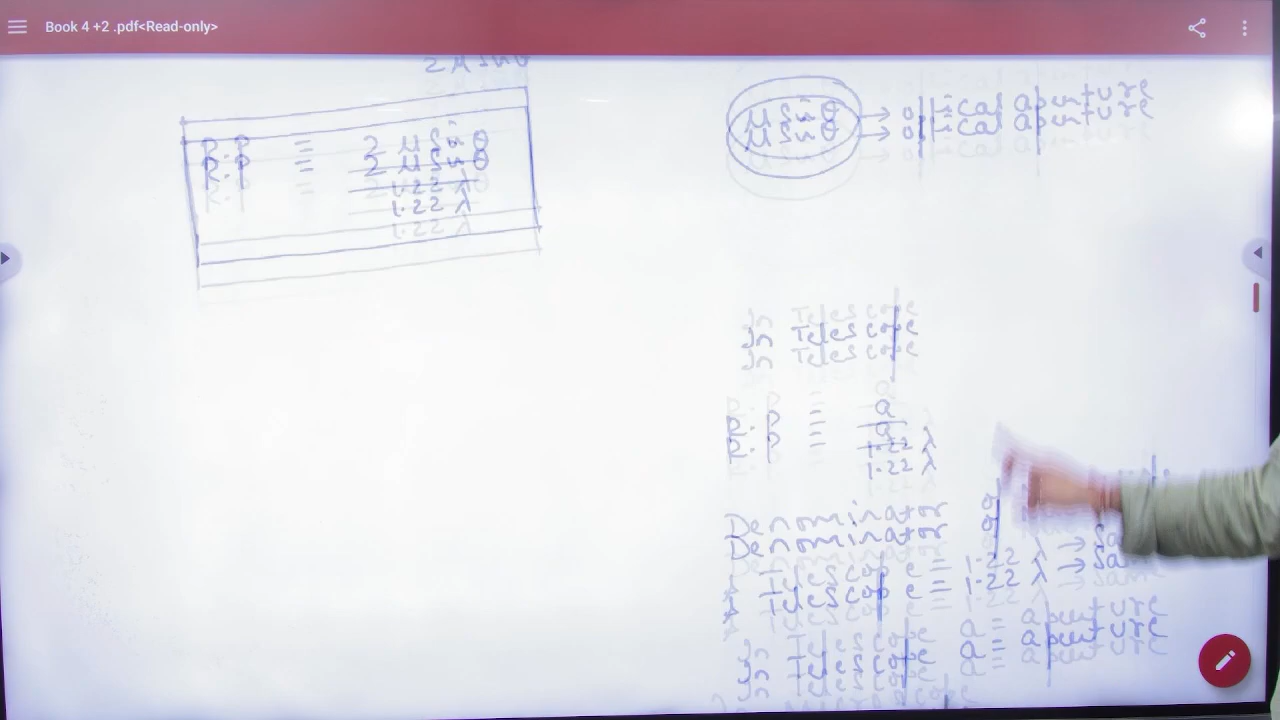 Book 4 +2 .pdf<Read-only>
R.P = 2 μ sin θ
1.22 λ
μ sin θ → optical aperture
In Telescope
R.P = a
1.22 λ
Denominator of
Telescope = 1.22 λ → same
In Telescope a = aperture